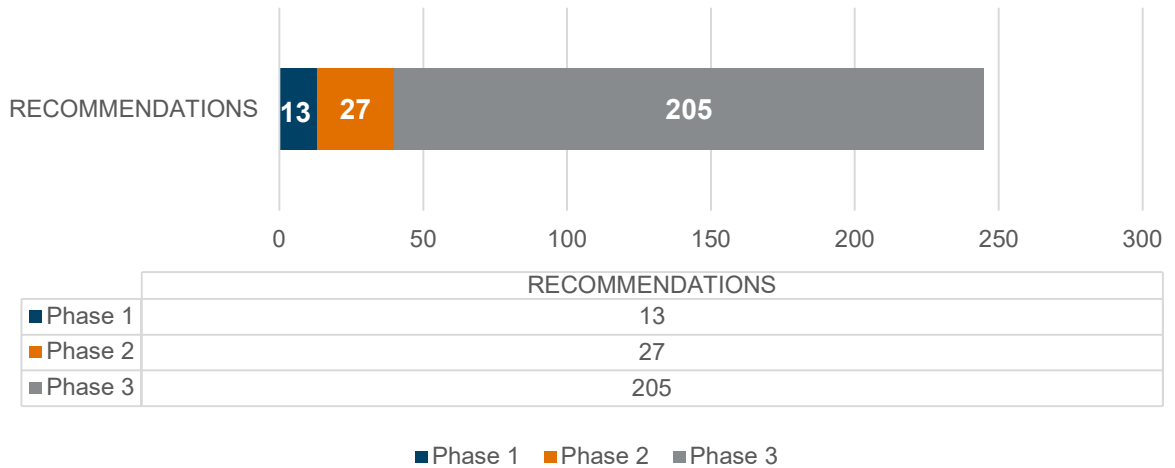 RECOMMENDATIONS
13 27 205
0 50 100 150 200 250 300
RECOMMENDATIONS
Phase 1 13
Phase 2 27
Phase 3 205
Phase 1 Phase 2 Phase 3